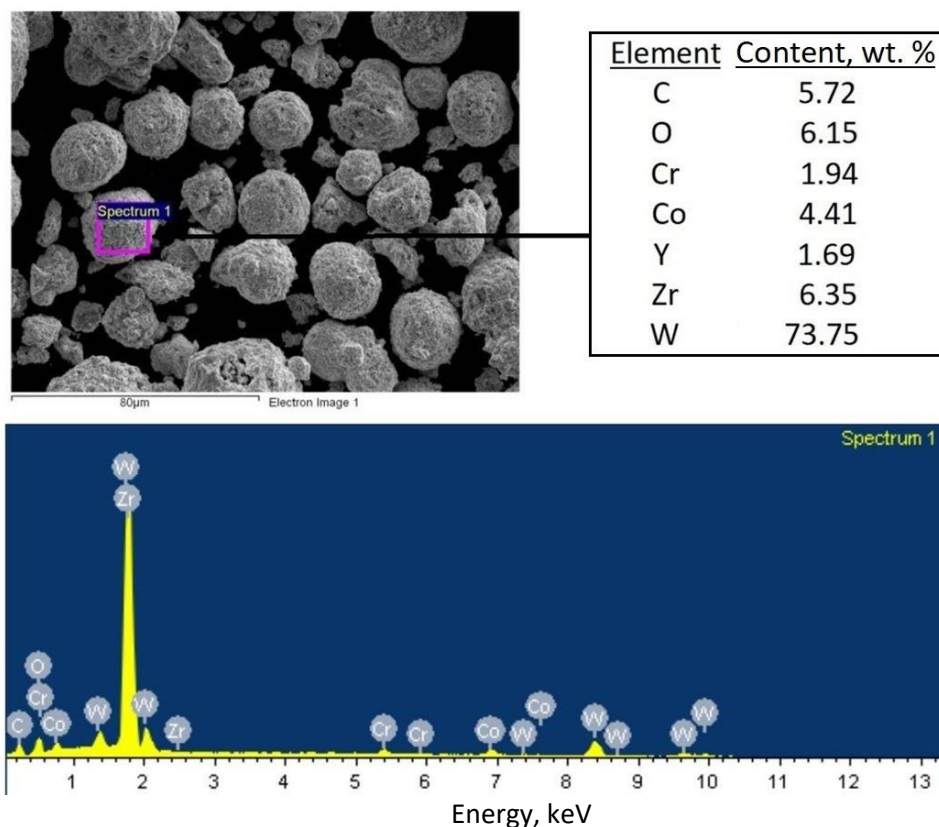 Element Content, wt. %
C 5.72
O 6.15
Cr 1.94
Co 4.41
Y 1.69
Zr 6.35
W 73.75
Spectrum 1
80µm Electron Image 1
Spectrum 1
W
Zr
O
Cr
C
Co
W
W
Zr
Cr
Cr
Co
W
Co
W
W
W
W
1 2 3 4 5 6 7 8 9 10 11 12 13
Energy, keV